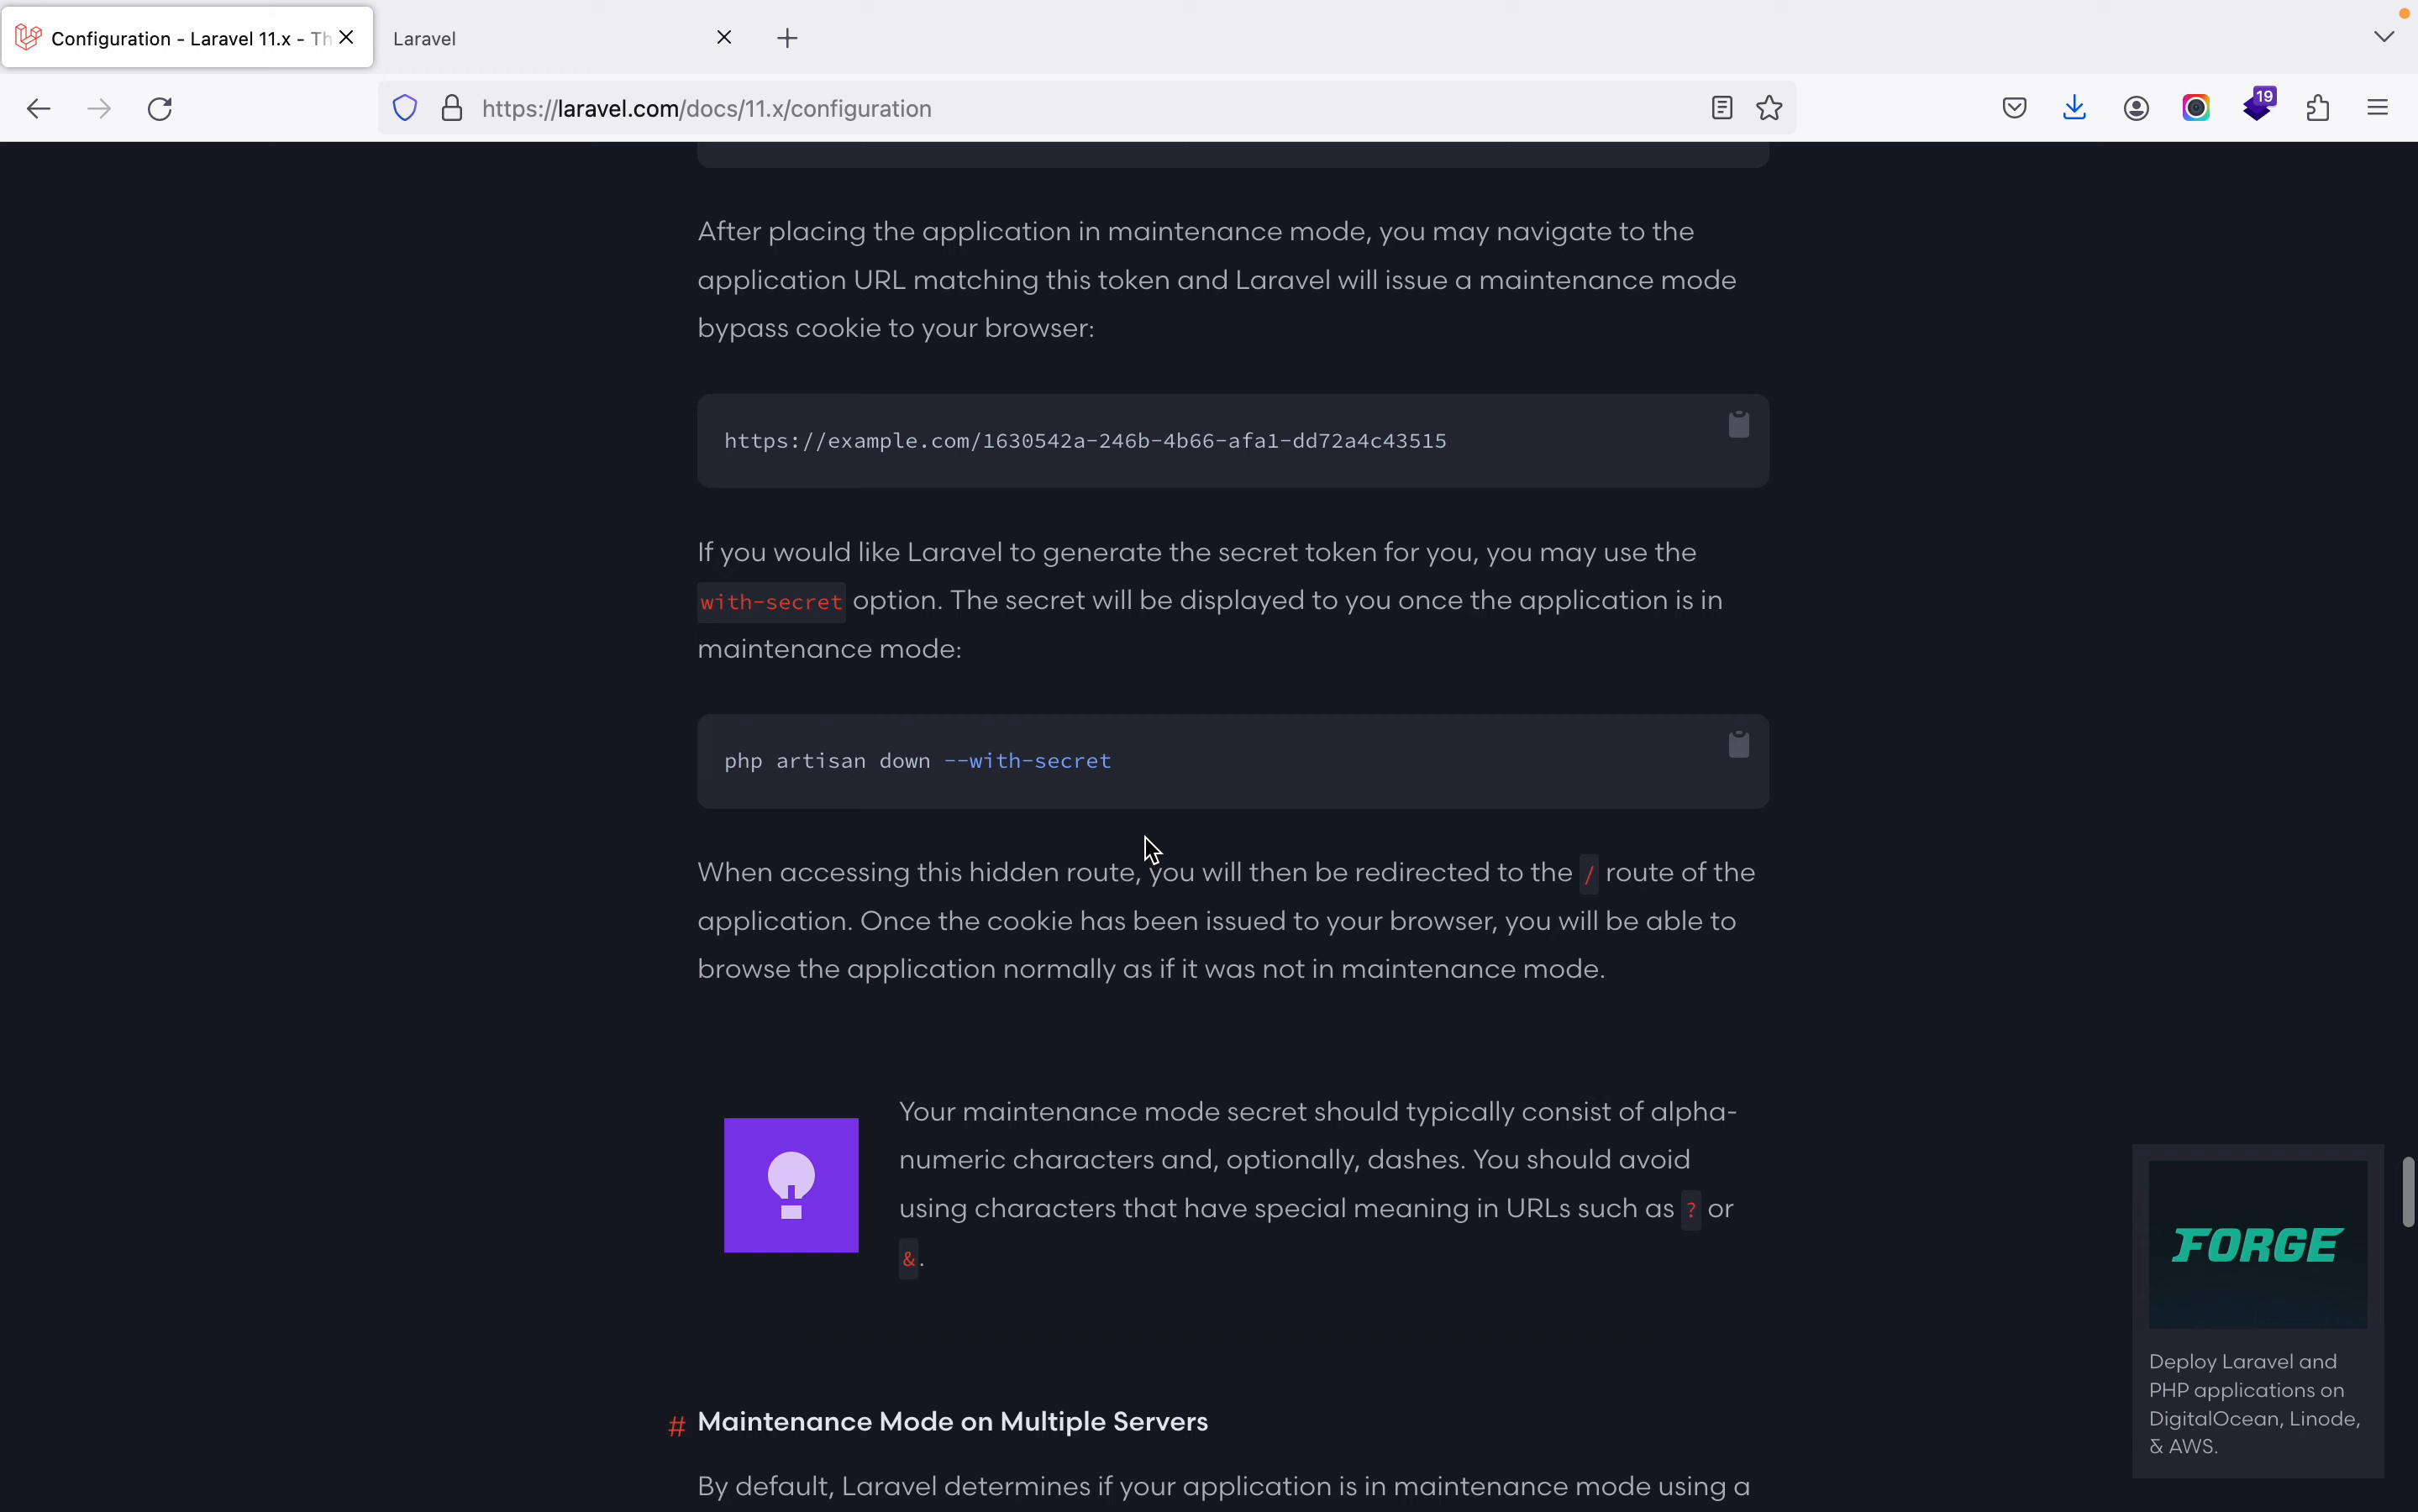 Configuration - Laravel 11.x - Th
Laravel
https://laravel.com/docs/11.x/configuration
19
After placing the application in maintenance mode, you may navigate to the
application URL matching this token and Laravel will issue a maintenance mode
bypass cookie to your browser:
https://example.com/1630542a-246b-4b66-afa1-dd72a4c43515
If you would like Laravel to generate the secret token for you, you may use the
with-secret option. The secret will be displayed to you once the application is in
maintenance mode:
php artisan down --with-secret
When accessing this hidden route, you will then be redirected to the / route of the
application. Once the cookie has been issued to your browser, you will be able to
browse the application normally as if it was not in maintenance mode.
Your maintenance mode secret should typically consist of alpha-
numeric characters and, optionally, dashes. You should avoid
using characters that have special meaning in URLs such as ? or
&.
# Maintenance Mode on Multiple Servers
By default, Laravel determines if your application is in maintenance mode using a
FORGE
Deploy Laravel and
PHP applications on
DigitalOcean, Linode,
& AWS.